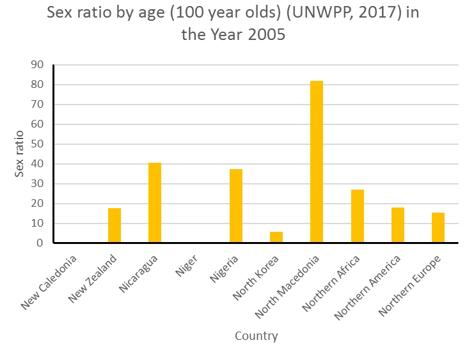 Sex ratio by age (100 year olds) (UNWPP, 2017) in
the Year 2005
90
80
70
60
50
40
30
20
10
0
Sex ratio
New Caledonia
New Zealand
Nicaragua
Niger
Nigeria
North Korea
North Macedonia
Northern Africa
Northern America
Northern Europe
Country